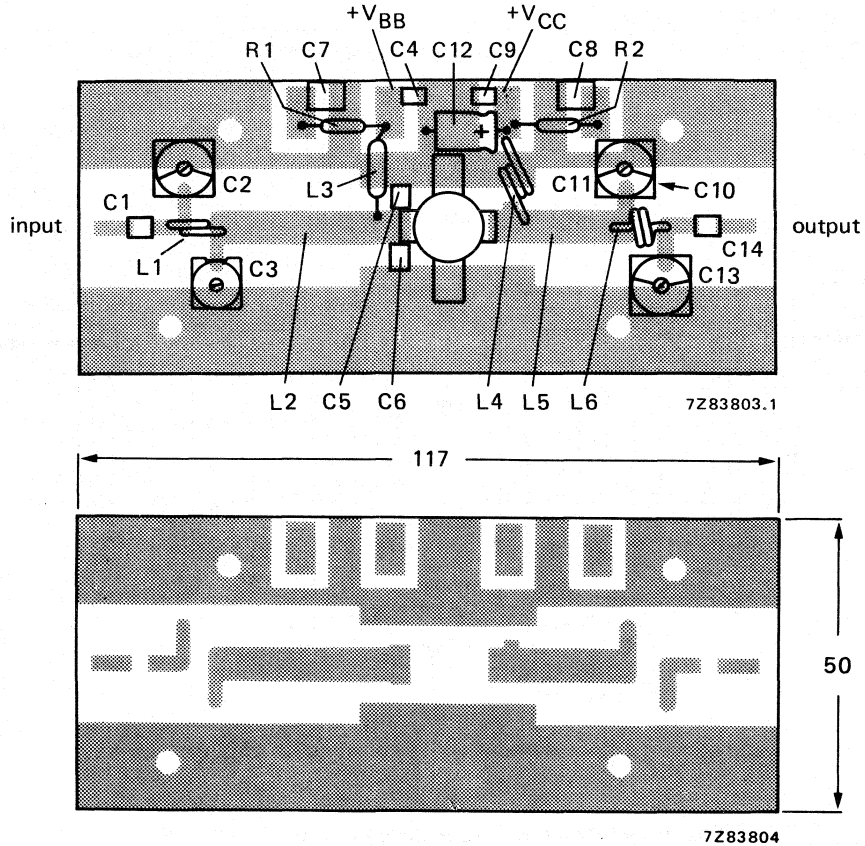 +VBB +VCC
R1 C7 C4 C12 C9 C8 R2
+
C2 L3 C11 C10
input C1 output
L1 C3 C14
C13
L2 C5 C6 L4 L5 L6
7Z83803.1
117
50
7Z83804